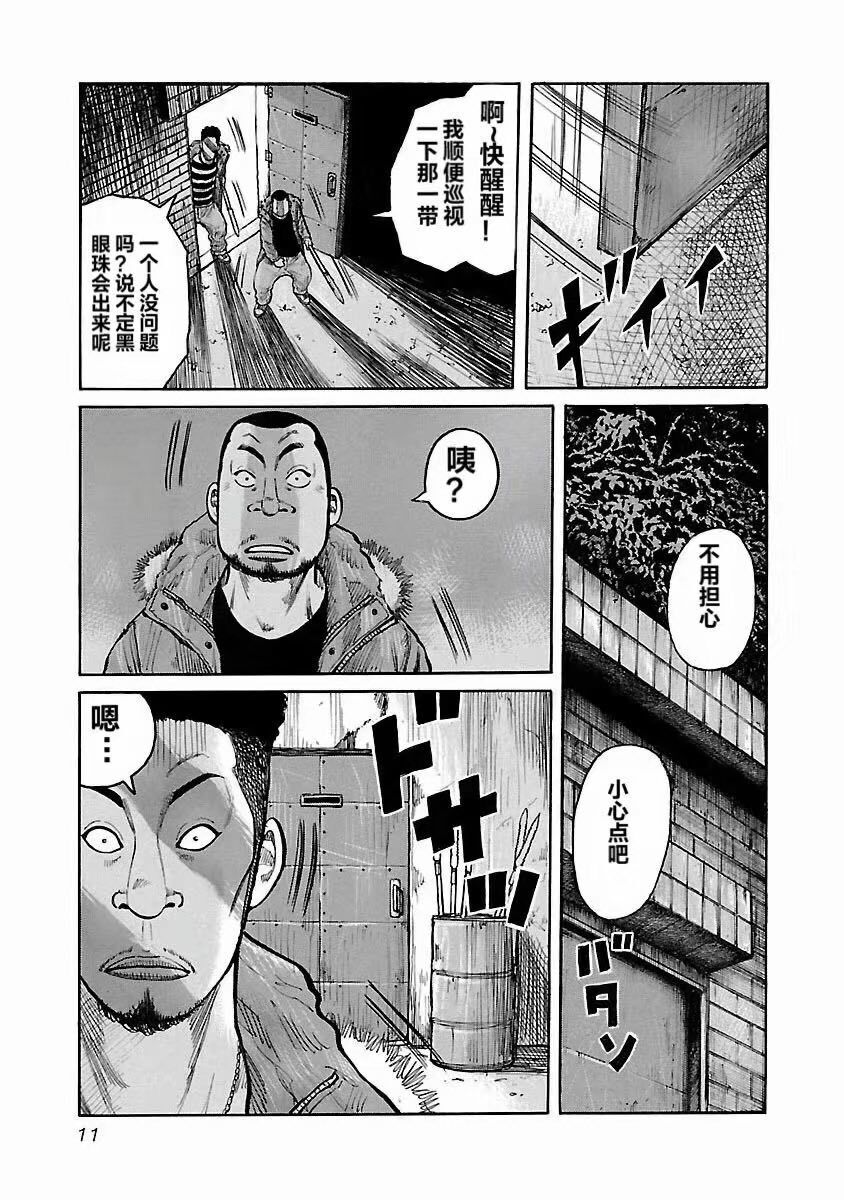 ギィィ
啊~快醒醒！
我顺便巡视
一下那一带
一个人没问题
吗？说不定黑
眼珠会出来呢
不用担心
小心点吧
バタン
咦？
ドサッ
嗯…
11